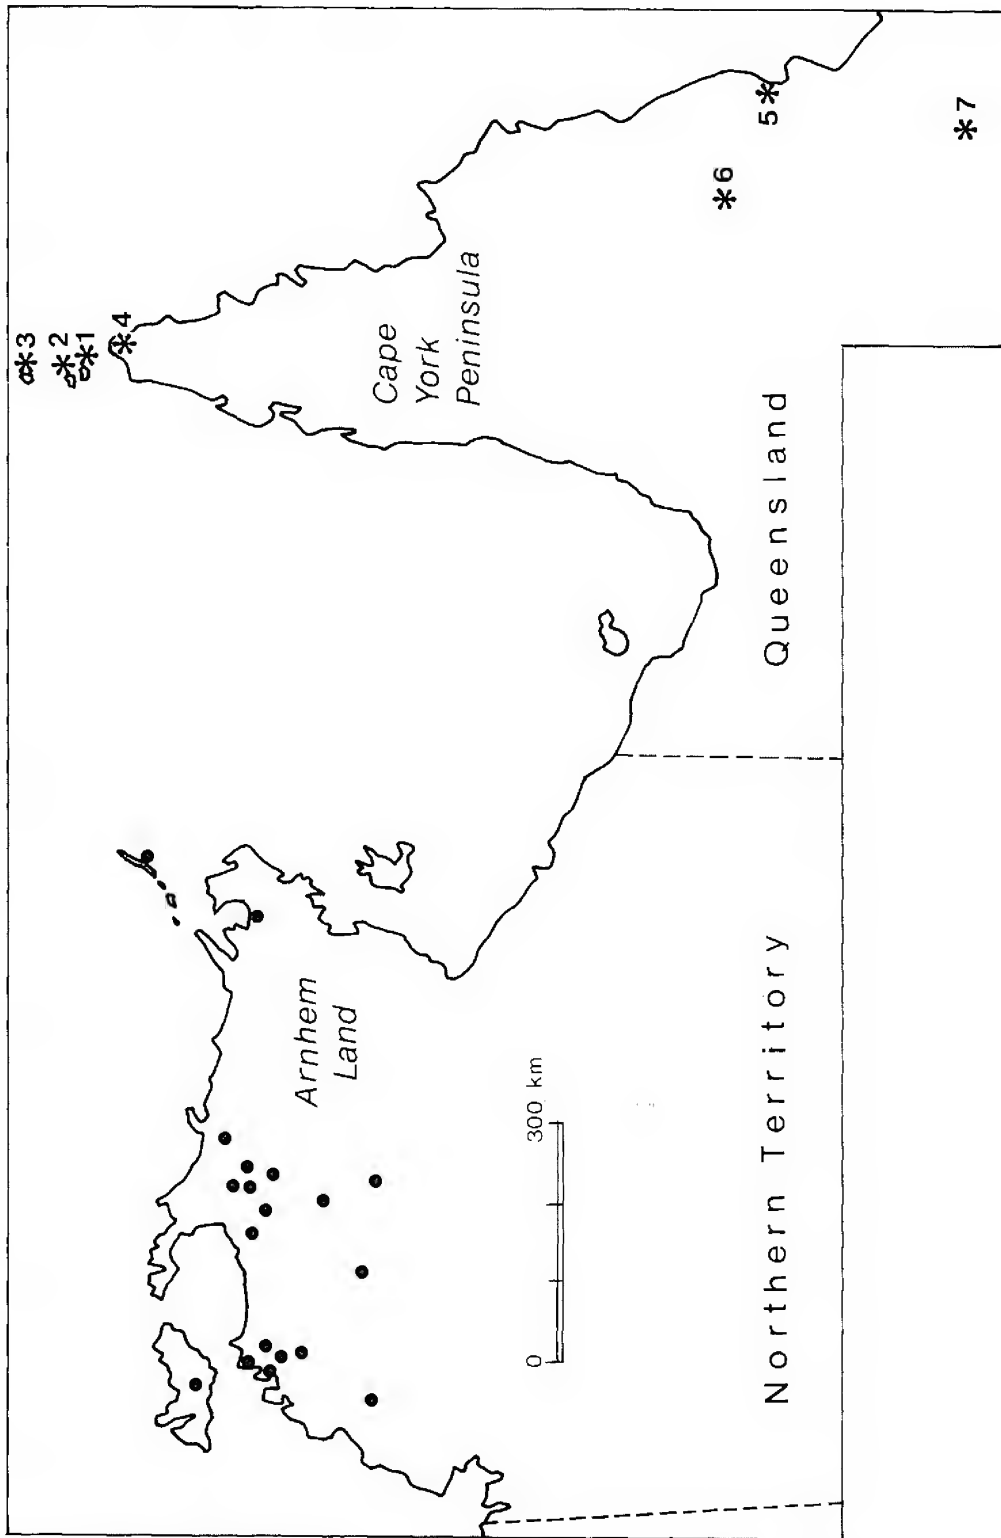 3
2
1
4
5
6
7
Cape
York
Peninsula
Arnhem
Land
0 300 km
Queensland
Northern Territory